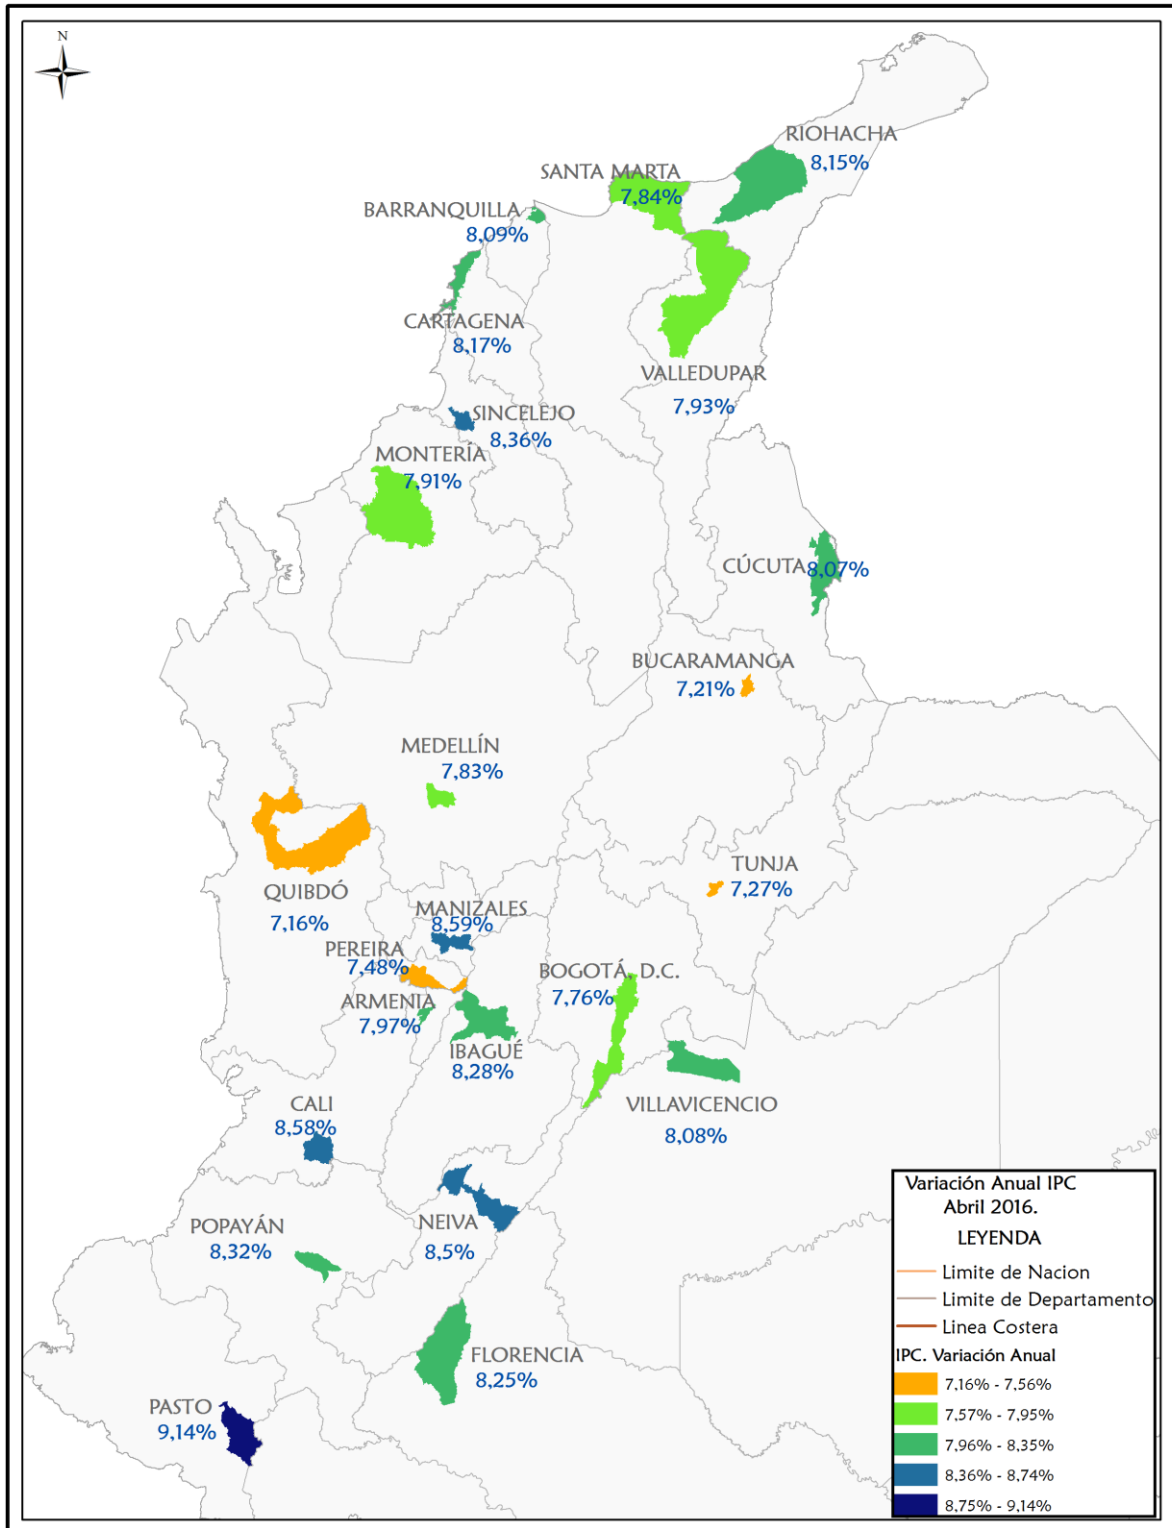 N
RIOHACHA
8,15%
SANTA MARTA
7,84%
BARRANQUILLA
8,09%
CARTAGENA
8,17%
VALLEDUPAR
7,93%
SINCELEJO
8,36%
MONTERÍA
7,91%
CÚCUTA 8,07%
BUCARAMANGA
7,21%
MEDELLÍN
7,83%
TUNJA
7,27%
QUIBDÓ
7,16%
MANIZALES
8,59%
PEREIRA
7,48%
BOGOTÁ, D.C.
7,76%
ARMENIA
7,97%
IBAGUÉ
8,28%
CALI
8,58%
VILLAVICENCIO
8,08%
POPAYÁN
8,32%
NEIVA
8,5%
FLORENCIA
8,25%
PASTO
9,14%
Variación Anual IPC
Abril 2016.
LEYENDA
Limite de Nacion
Limite de Departamento
Linea Costera
IPC. Variación Anual
7,16% - 7,56%
7,57% - 7,95%
7,96% - 8,35%
8,36% - 8,74%
8,75% - 9,14%